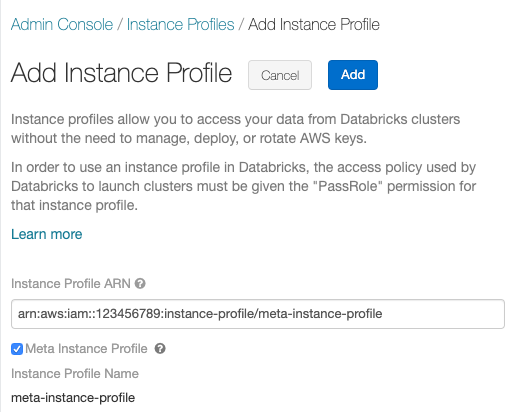 Admin Console / Instance Profiles / Add Instance Profile
Add Instance Profile Cancel Add
Instance profiles allow you to access your data from Databricks clusters
without the need to manage, deploy, or rotate AWS keys.
In order to use an instance profile in Databricks, the access policy used by
Databricks to launch clusters must be given the "PassRole" permission for
that instance profile.
Learn more
Instance Profile ARN ?
arn:aws:iam::123456789:instance-profile/meta-instance-profile
Meta Instance Profile ?
Instance Profile Name
meta-instance-profile